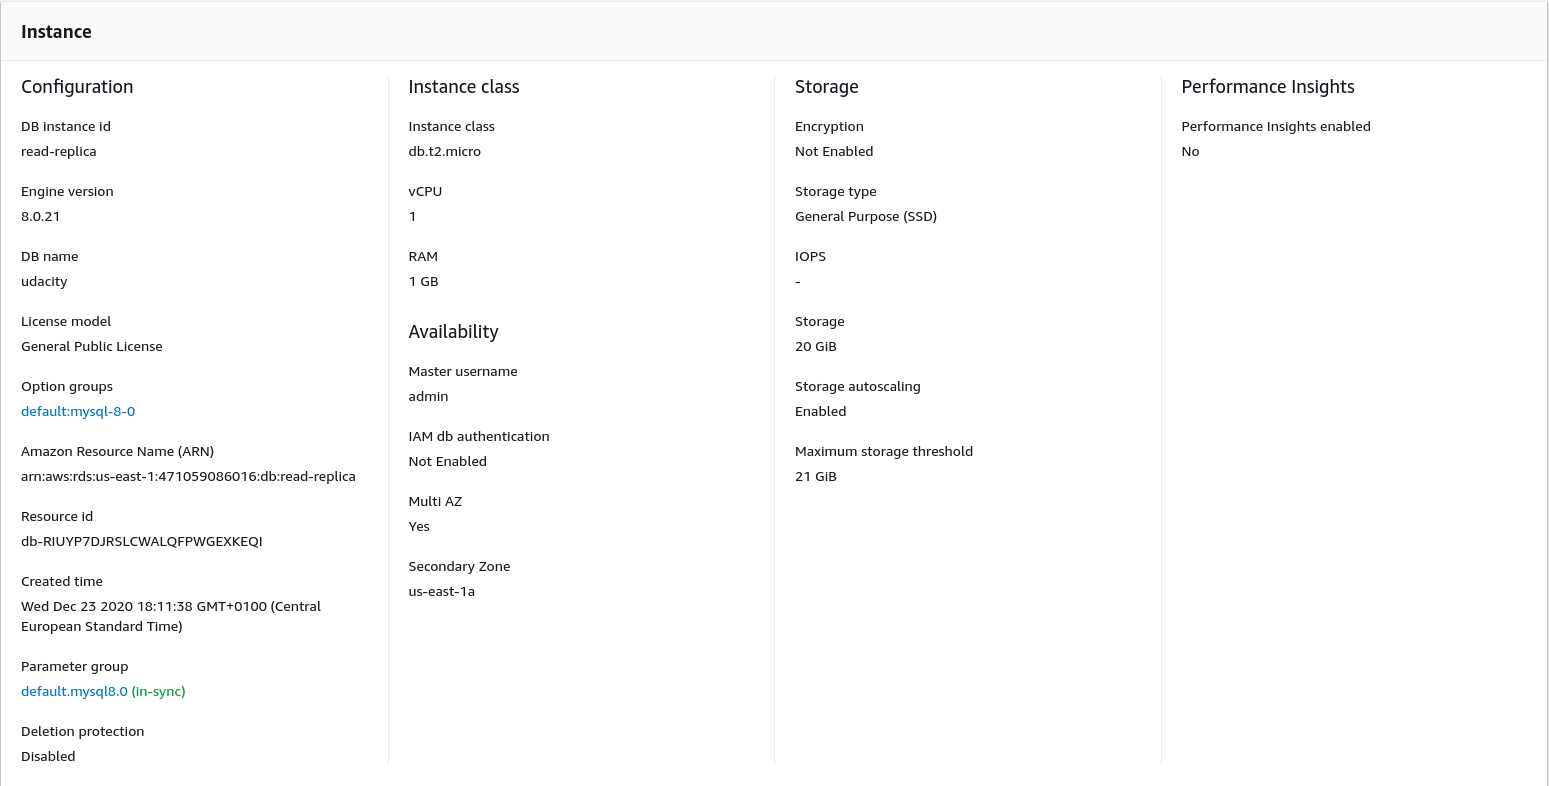 Instance
Configuration
DB instance id
read-replica
Engine version
8.0.21
DB name
udacity
License model
General Public License
Option groups
default:mysql-8-0
Amazon Resource Name (ARN)
arn:aws:rds:us-east-1:471059086016:db:read-replica
Resource id
db-RIUYP7DJRSLCWALQFPWGEXKEQI
Created time
Wed Dec 23 2020 18:11:38 GMT+0100 (Central
European Standard Time)
Parameter group
default.mysql8.0 (in-sync)
Deletion protection
Disabled
Instance class
Instance class
db.t2.micro
vCPU
1
RAM
1 GB
Availability
Master username
admin
IAM db authentication
Not Enabled
Multi AZ
Yes
Secondary Zone
us-east-1a
Storage
Encryption
Not Enabled
Storage type
General Purpose (SSD)
IOPS
-
Storage
20 GiB
Storage autoscaling
Enabled
Maximum storage threshold
21 GiB
Performance Insights
Performance Insights enabled
No